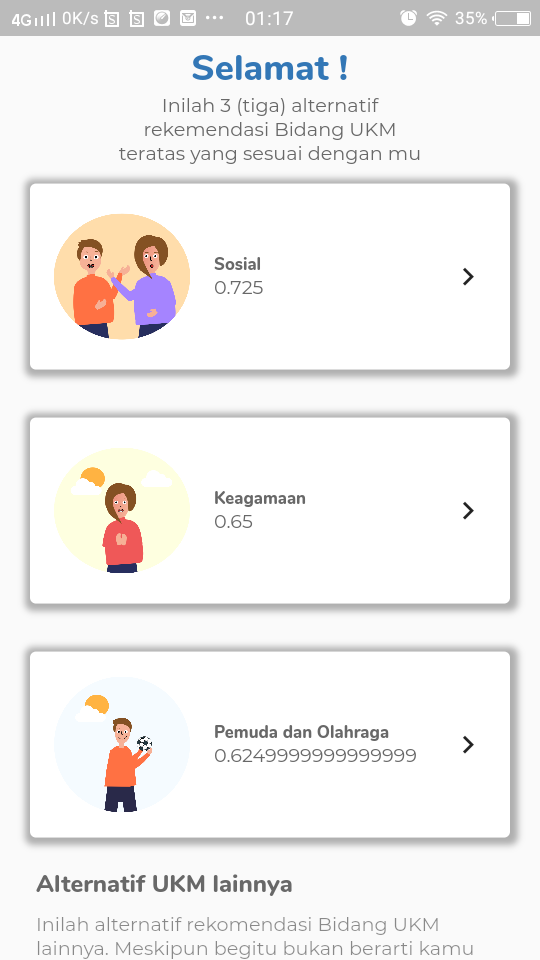 4G 0K/s 01:17 35%
Selamat !
Inilah 3 (tiga) alternatif
rekemendasi Bidang UKM
teratas yang sesuai dengan mu
Sosial
0.725
Keagamaan
0.65
Pemuda dan Olahraga
0.6249999999999999
Alternatif UKM lainnya
Inilah alternatif rekomendasi Bidang UKM
lainnya. Meskipun begitu bukan berarti kamu